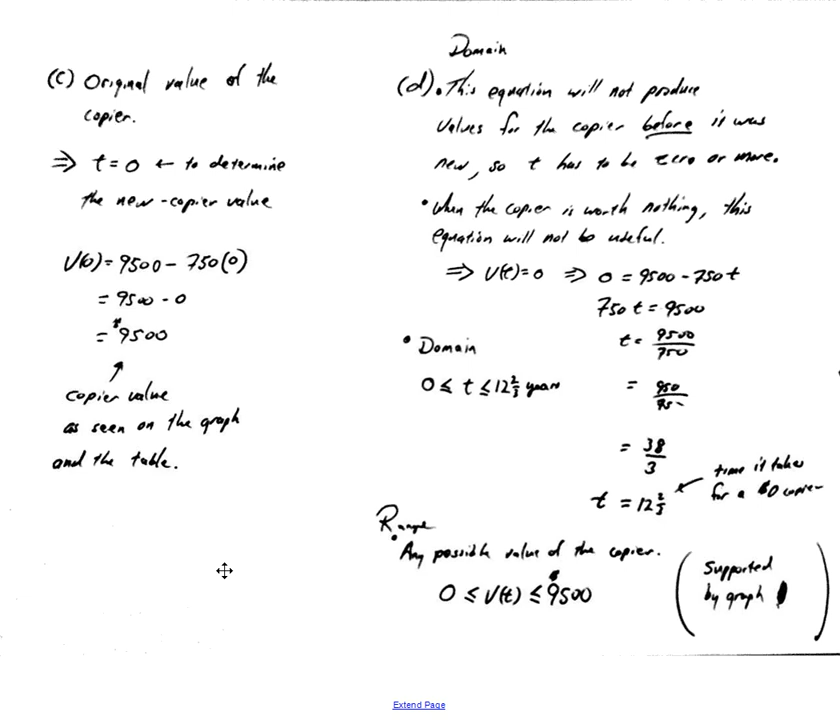 (c) Original value of the
copier.
⇒ t = 0 ← to determine
the new-copier value
V(0) = 9500 - 750(0)
= 9500 - 0
= $9500
↑
copier value
as seen on the graph
and the table.
Domain
(d) • This equation will not produce
values for the copier before it was
new, so t has to be zero or more.
• When the copier is worth nothing, this
equation will not be useful.
⇒ V(t) = 0 ⇒ 0 = 9500 - 750t
750t = 9500
t = 9500/750
= 950/75
= 38/3
t = 12 2/3 ← time it takes
for a $0 copier
• Domain
0 ≤ t ≤ 12 2/3 years
Range
• Any possible value of the copier.
0 ≤ V(t) ≤ $9500
(Supported
by graph)
Extend Page